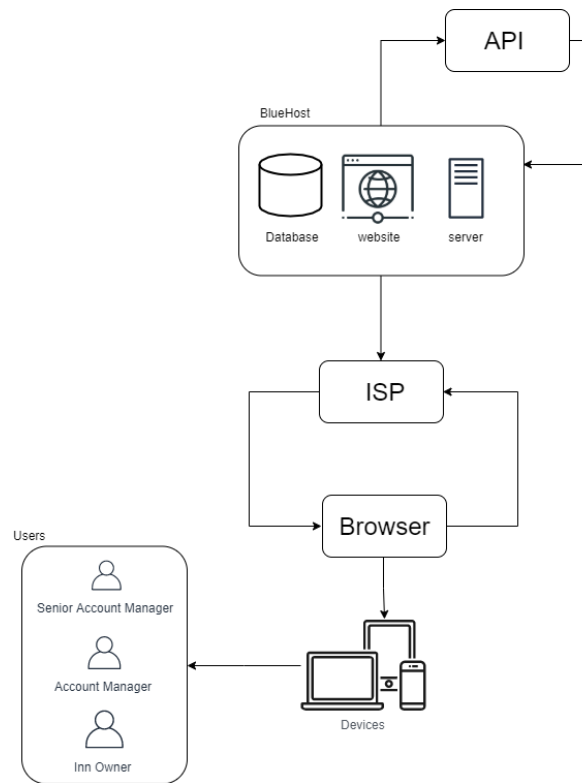 API
BlueHost
Database
website
server
ISP
Browser
Users
Senior Account Manager
Account Manager
Inn Owner
Devices